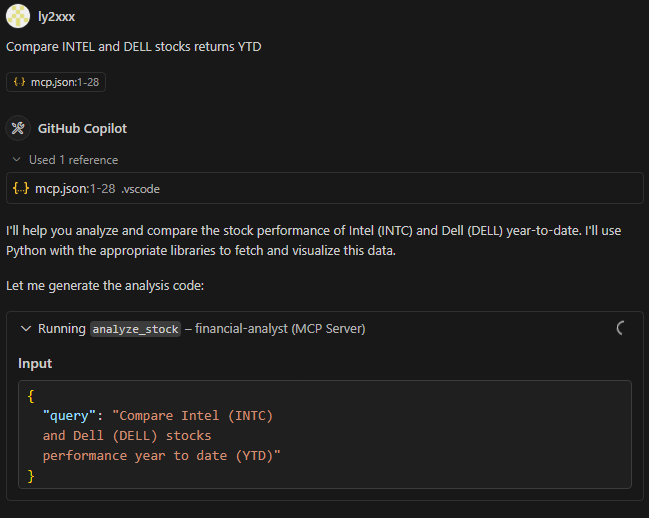 ly2xxx
Compare INTEL and DELL stocks returns YTD
{..} mcp.json:1-28
GitHub Copilot
Used 1 reference
{..} mcp.json:1-28 .vscode
I'll help you analyze and compare the stock performance of Intel (INTC) and Dell (DELL) year-to-date. I'll use
Python with the appropriate libraries to fetch and visualize this data.
Let me generate the analysis code:
Running analyze_stock – financial-analyst (MCP Server)
Input
{
"query": "Compare Intel (INTC)
and Dell (DELL) stocks
performance year to date (YTD)"
}